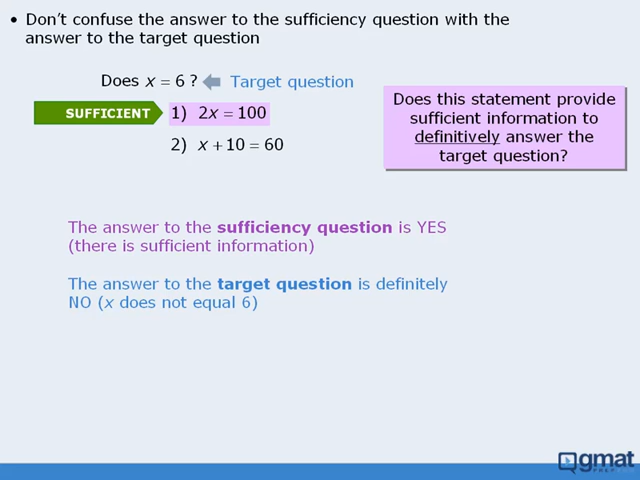 • Don't confuse the answer to the sufficiency question with the
answer to the target question
Does x = 6 ? Target question
SUFFICIENT 1) 2x = 100
2) x + 10 = 60
Does this statement provide
sufficient information to
definitively answer the
target question?
The answer to the sufficiency question is YES
(there is sufficient information)
The answer to the target question is definitely
NO (x does not equal 6)
gmat
PREP